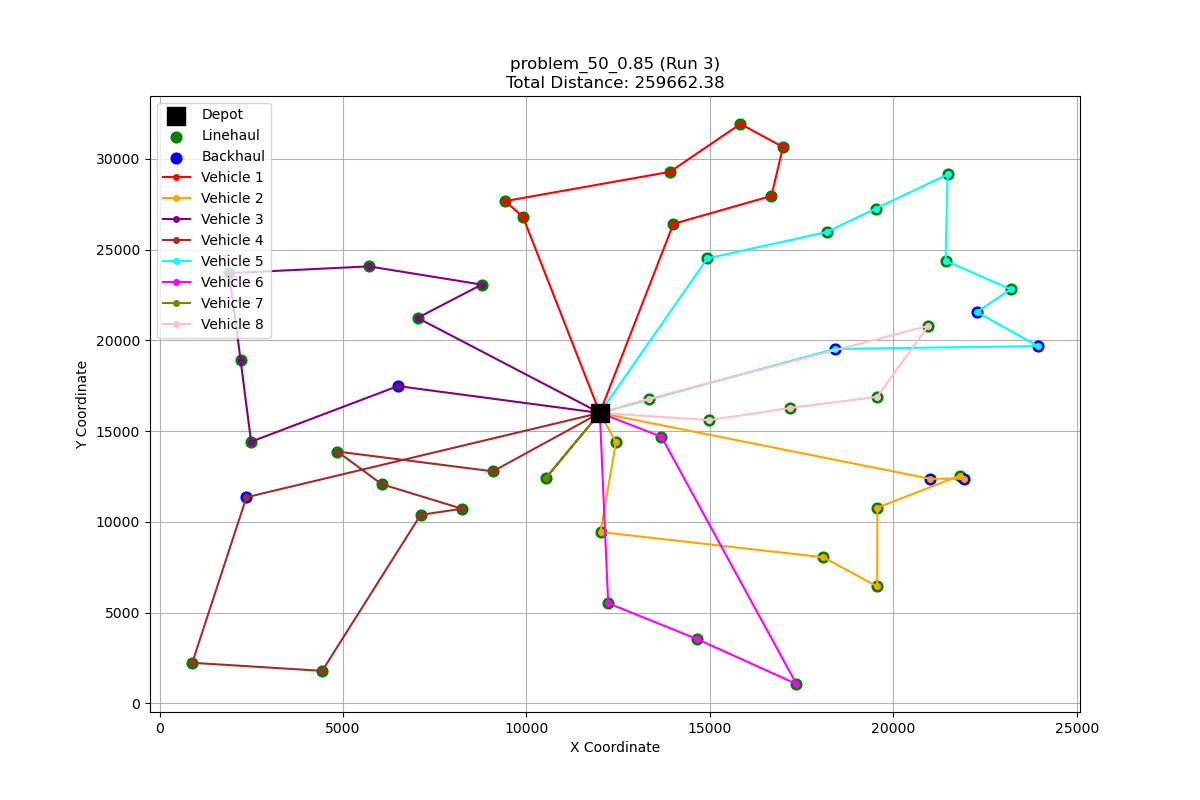 problem_50_0.85 (Run 3)
Total Distance: 259662.38
Depot
Linehaul
Backhaul
Vehicle 1
Vehicle 2
Vehicle 3
Vehicle 4
Vehicle 5
Vehicle 6
Vehicle 7
Vehicle 8
Y Coordinate
30000
25000
20000
15000
10000
5000
0
0 5000 10000 15000 20000 25000
X Coordinate